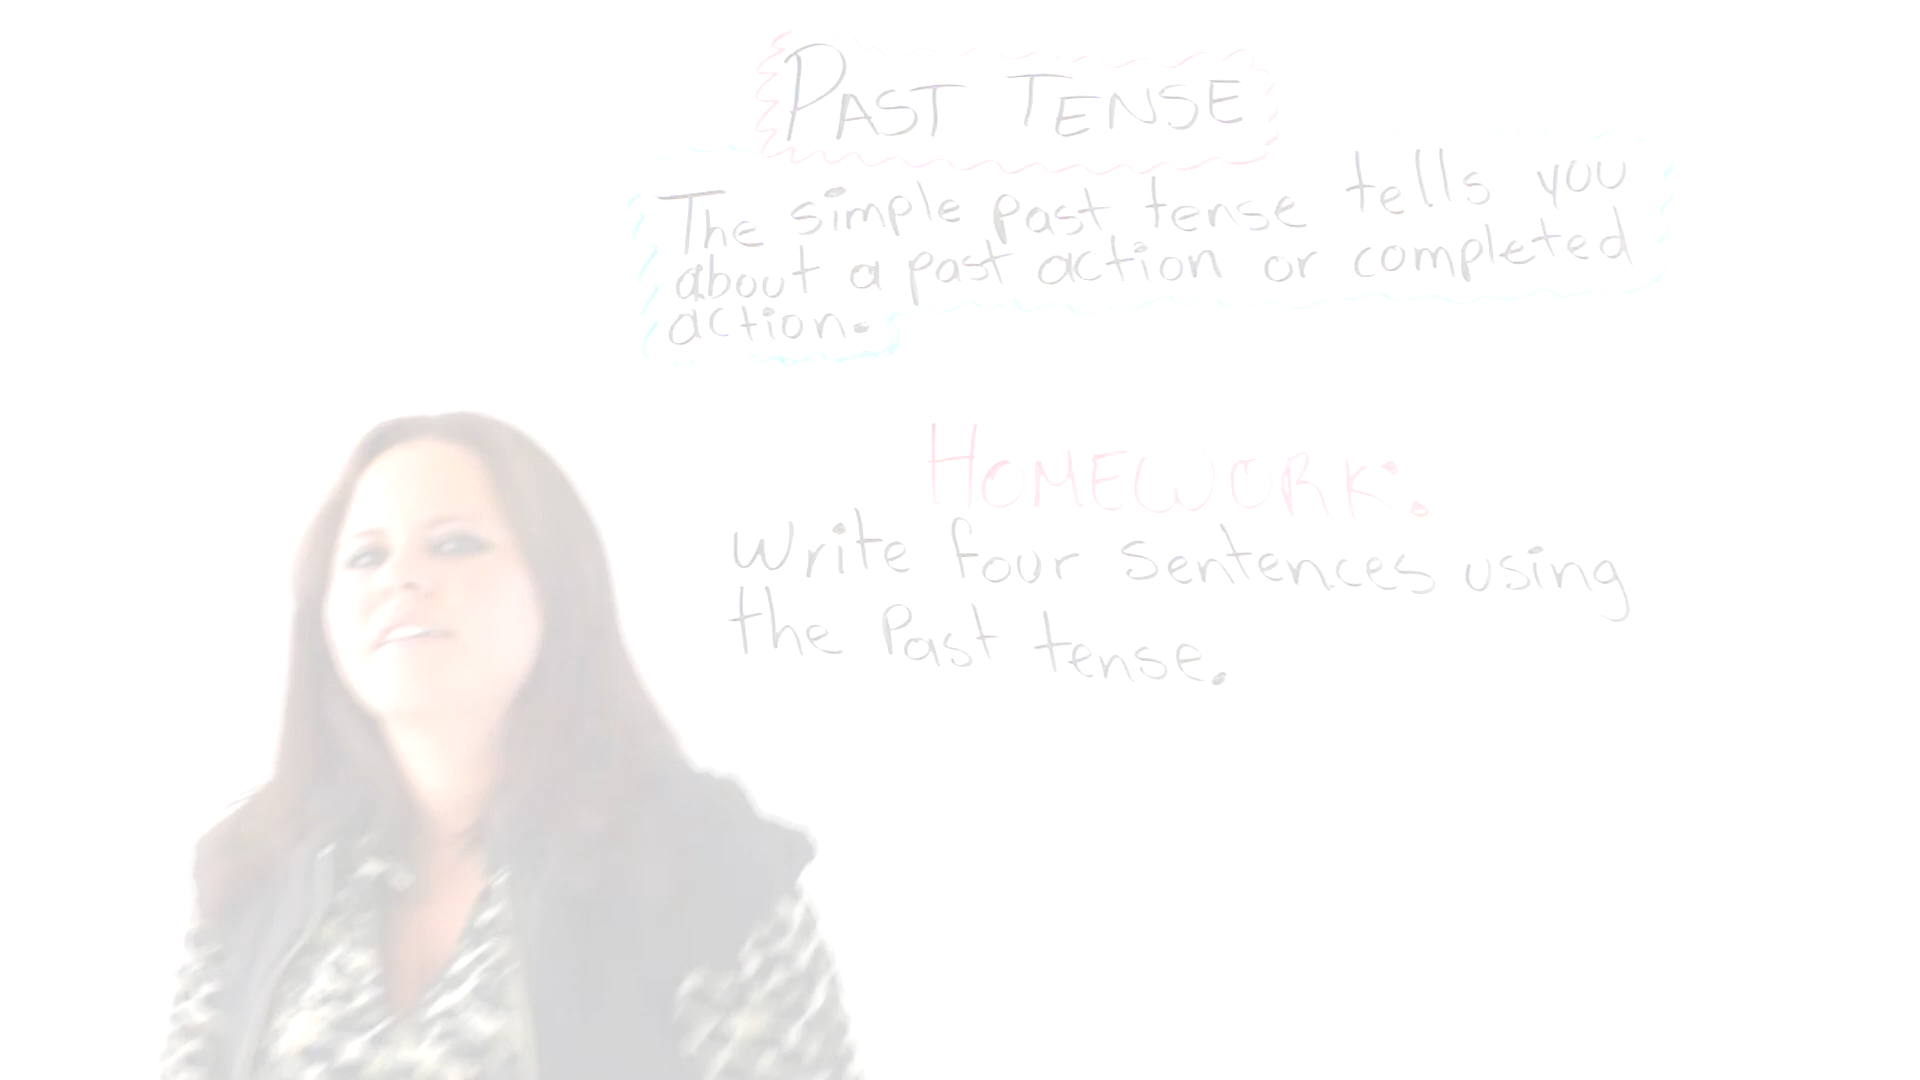 PAST TENSE
The simple past tense tells you
about a past action or completed
action.
HOMEWORK:
Write four sentences using
the Past tense.